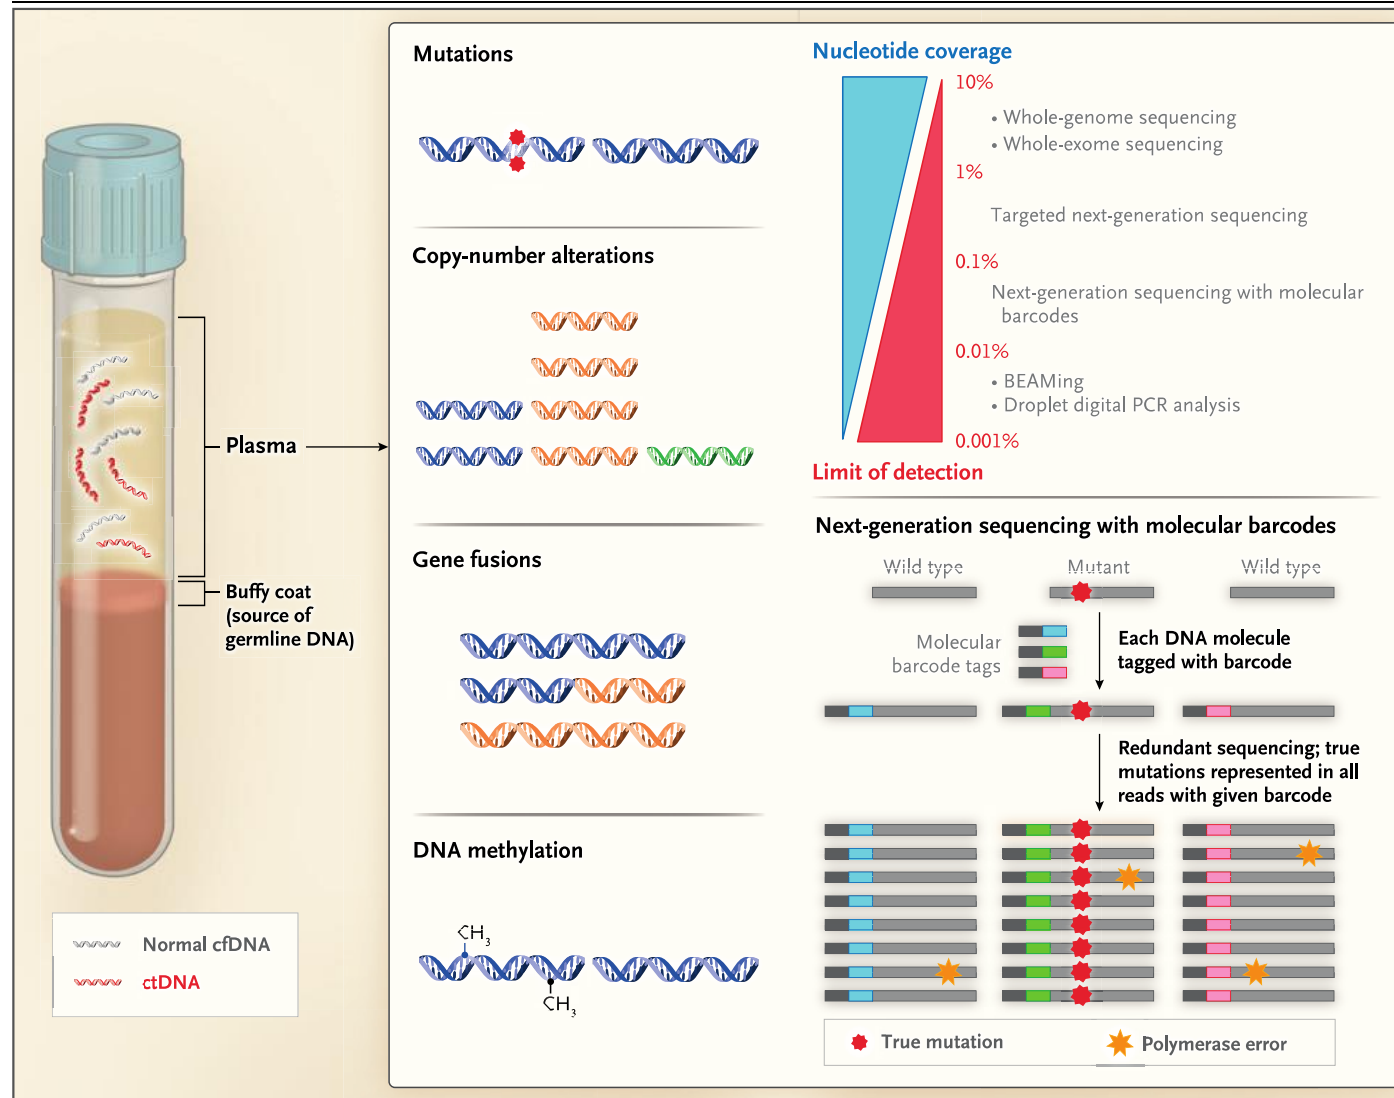 Plasma
Buffy coat
(source of
germline DNA)
Normal cfDNA
ctDNA
Mutations
Copy-number alterations
Gene fusions
DNA methylation
CH3
CH3
Nucleotide coverage
10%
• Whole-genome sequencing
• Whole-exome sequencing
1%
Targeted next-generation sequencing
0.1%
Next-generation sequencing with molecular
barcodes
0.01%
• BEAMing
• Droplet digital PCR analysis
0.001%
Limit of detection
Next-generation sequencing with molecular barcodes
Wild type
Mutant
Wild type
Molecular
barcode tags
Each DNA molecule
tagged with barcode
Redundant sequencing; true
mutations represented in all
reads with given barcode
True mutation
Polymerase error